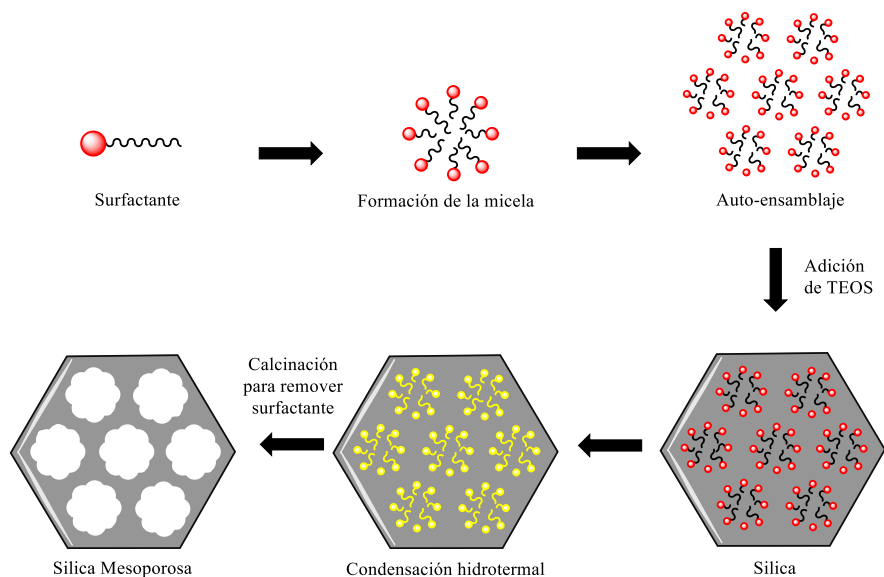 Surfactante
Formación de la micela
Auto-ensamblaje
Adición
de TEOS
Calcinación
para remover
surfactante
Silica Mesoporosa
Condensación hidrotermal
Silica